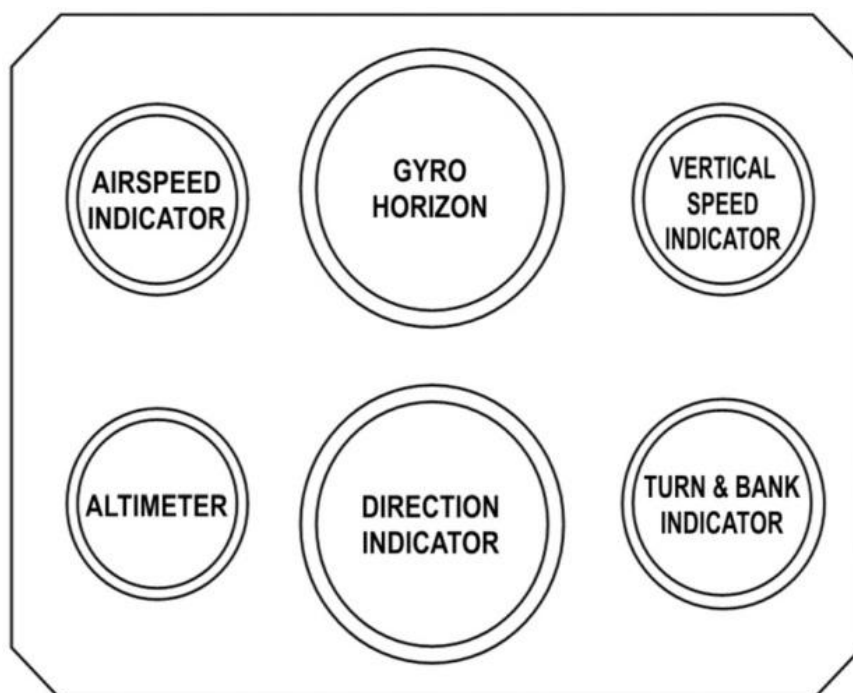 AIRSPEED
INDICATOR
GYRO
HORIZON
VERTICAL
SPEED
INDICATOR
ALTIMETER
DIRECTION
INDICATOR
TURN & BANK
INDICATOR